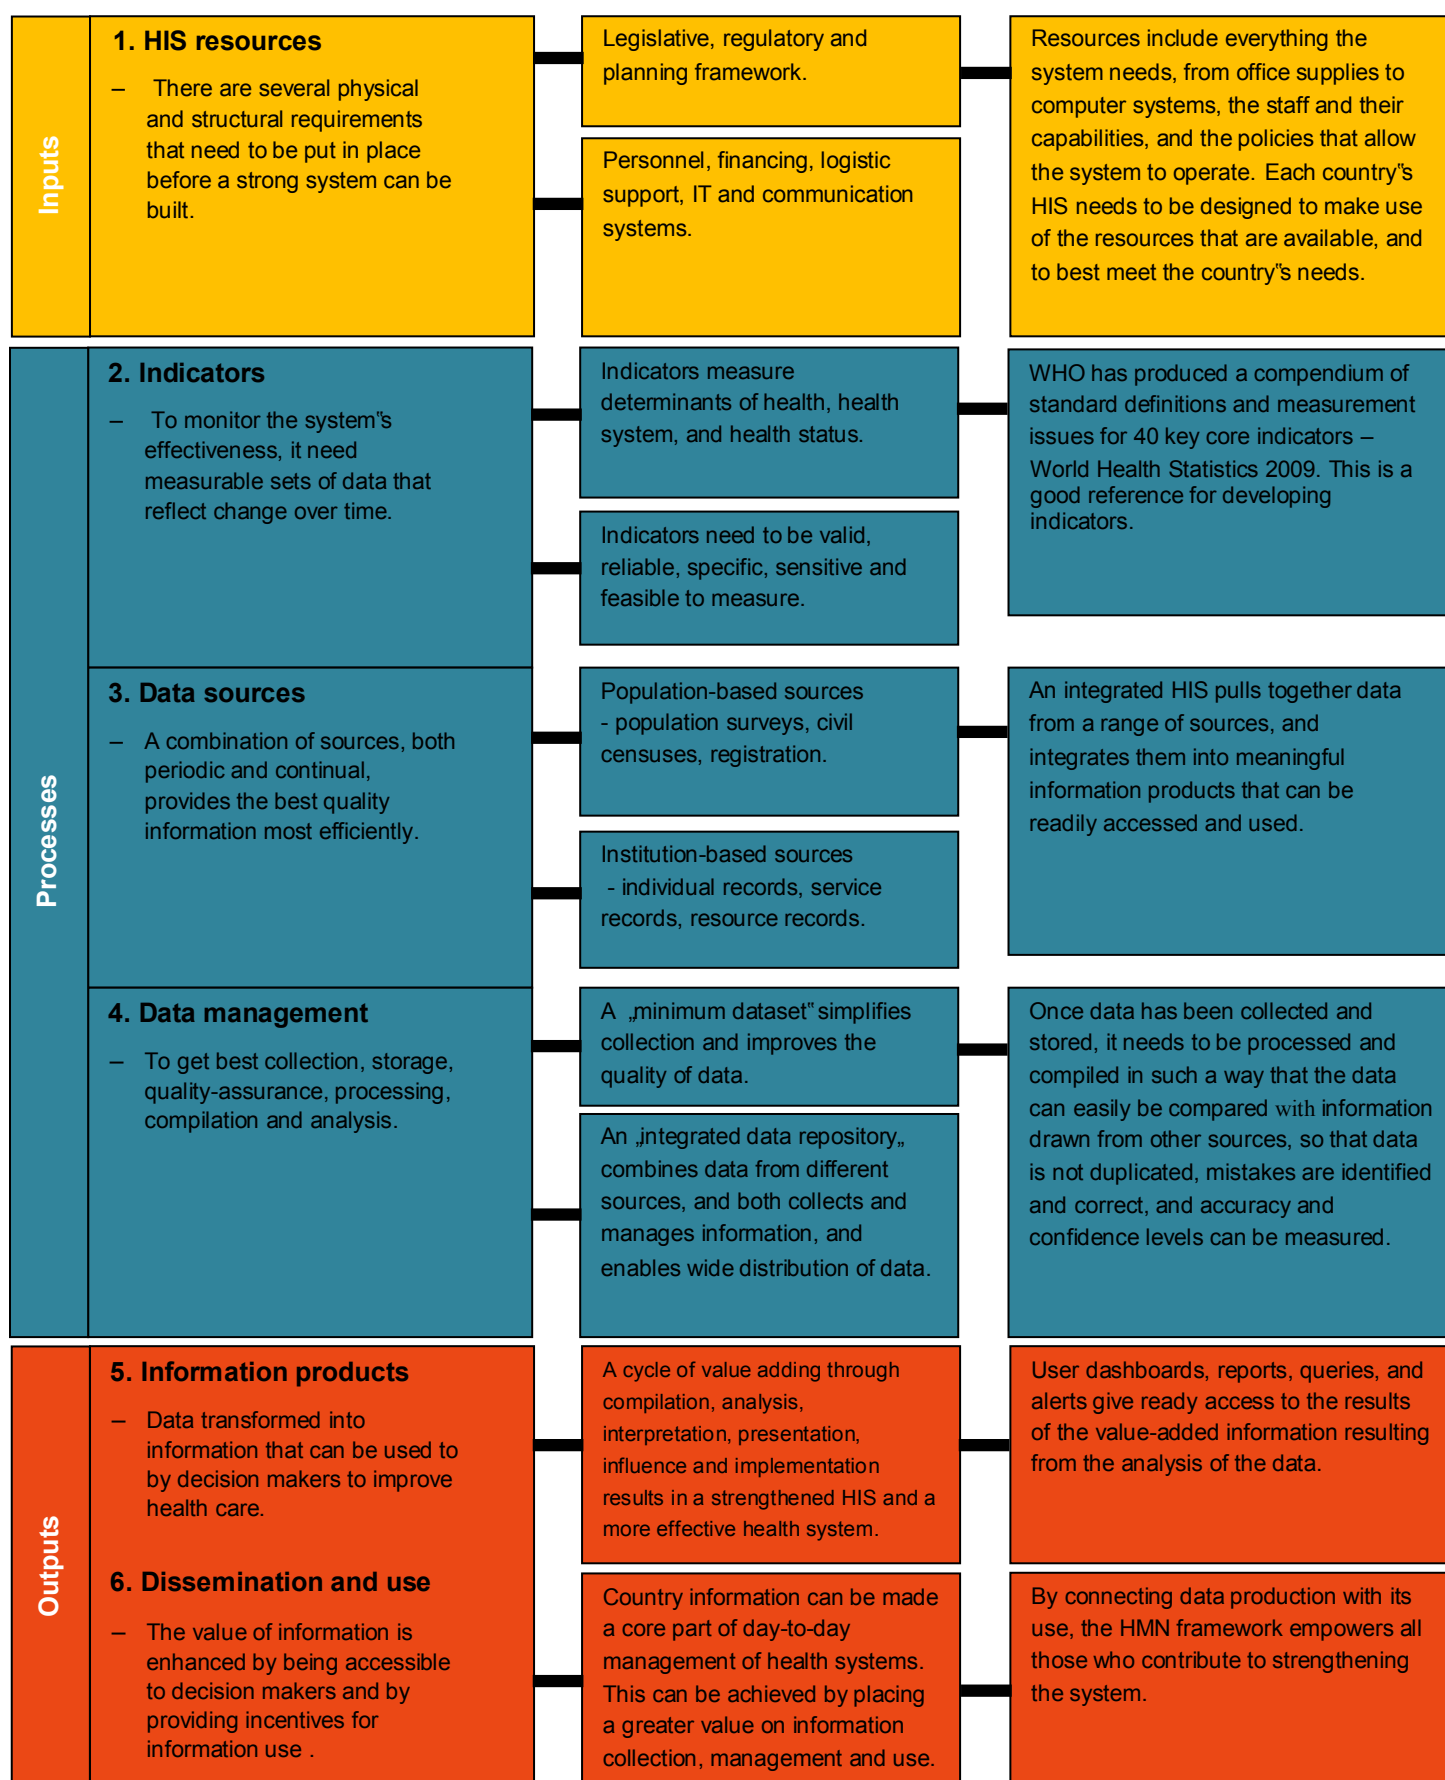 Inputs
1. HIS resources
– There are several physical
and structural requirements
that need to be put in place
before a strong system can be
built.
Legislative, regulatory and
planning framework.
Personnel, financing, logistic
support, IT and communication
systems.
Resources include everything the
system needs, from office supplies to
computer systems, the staff and their
capabilities, and the policies that allow
the system to operate. Each country‟s
HIS needs to be designed to make use
of the resources that are available, and
to best meet the country‟s needs.
Processes
2. Indicators
– To monitor the system‟s
effectiveness, it need
measurable sets of data that
reflect change over time.
Indicators measure
determinants of health, health
system, and health status.
Indicators need to be valid,
reliable, specific, sensitive and
feasible to measure.
WHO has produced a compendium of
standard definitions and measurement
issues for 40 key core indicators –
World Health Statistics 2009. This is a
good reference for developing
indicators.
3. Data sources
– A combination of sources, both
periodic and continual,
provides the best quality
information most efficiently.
Population-based sources
- population surveys, civil
censuses, registration.
Institution-based sources
- individual records, service
records, resource records.
An integrated HIS pulls together data
from a range of sources, and
integrates them into meaningful
information products that can be
readily accessed and used.
4. Data management
– To get best collection, storage,
quality-assurance, processing,
compilation and analysis.
A „minimum dataset‟ simplifies
collection and improves the
quality of data.
An „integrated data repository„
combines data from different
sources, and both collects and
manages information, and
enables wide distribution of data.
Once data has been collected and
stored, it needs to be processed and
compiled in such a way that the data
can easily be compared with information
drawn from other sources, so that data
is not duplicated, mistakes are identified
and correct, and accuracy and
confidence levels can be measured.
Outputs
5. Information products
– Data transformed into
information that can be used to
by decision makers to improve
health care.
A cycle of value adding through
compilation, analysis,
interpretation, presentation,
influence and implementation
results in a strengthened HIS and a
more effective health system.
User dashboards, reports, queries, and
alerts give ready access to the results
of the value-added information resulting
from the analysis of the data.
6. Dissemination and use
– The value of information is
enhanced by being accessible
to decision makers and by
providing incentives for
information use .
Country information can be made
a core part of day-to-day
management of health systems.
This can be achieved by placing
a greater value on information
collection, management and use.
By connecting data production with its
use, the HMN framework empowers all
those who contribute to strengthening
the system.